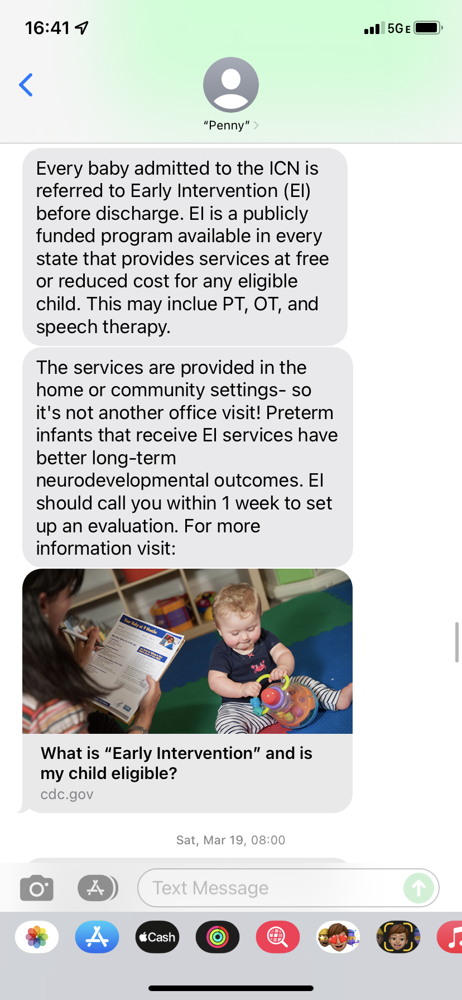 16:41
5GE
“Penny”
Every baby admitted to the ICN is
referred to Early Intervention (EI)
before discharge. EI is a publicly
funded program available in every
state that provides services at free
or reduced cost for any eligible
child. This may inclue PT, OT, and
speech therapy.
The services are provided in the
home or community settings- so
it's not another office visit! Preterm
infants that receive EI services have
better long-term
neurodevelopmental outcomes. EI
should call you within 1 week to set
up an evaluation. For more
information visit:
Your Baby at 9 Months
What is “Early Intervention” and is
my child eligible?
cdc.gov
Sat, Mar 19, 08:00
Text Message
Cash